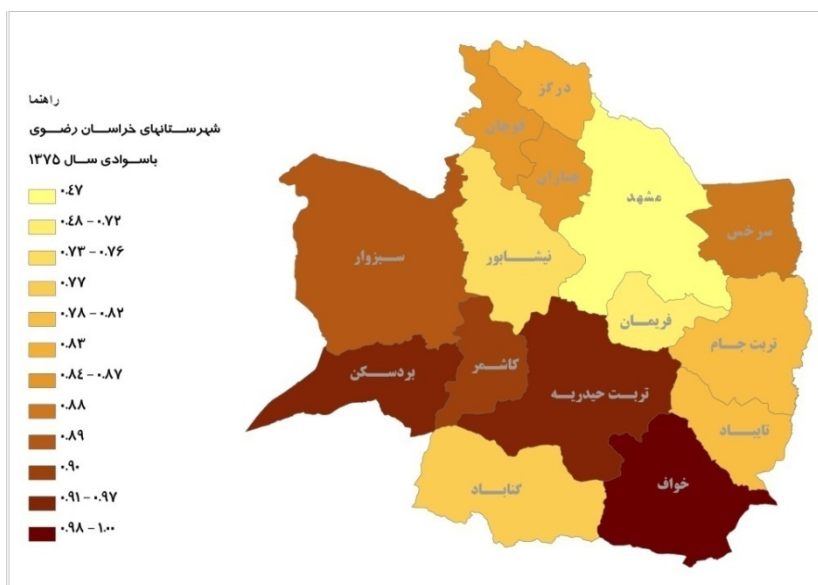 راهنما
شهرستانهای خراسان رضوی
باسوادی سال ۱۳۷۵
۰.٤۷
۰.٤۸ - ۰.۷۲
۰.۷۳ - ۰.۷۶
۰.۷۷
۰.۷۸ - ۰.۸۲
۰.۸۳
۰.۸٤ - ۰.۸۷
۰.۸۸
۰.۸۹
۰.۹۰
۰.۹۱ - ۰.۹۷
۰.۹۸ - ۱.۰۰
درگز
قوچان
چناران
مشهد
سرخس
نیشابور
سبزوار
فریمان
تربت جام
کاشمر
بردسکن
تربت حیدریه
تایباد
خواف
گناباد